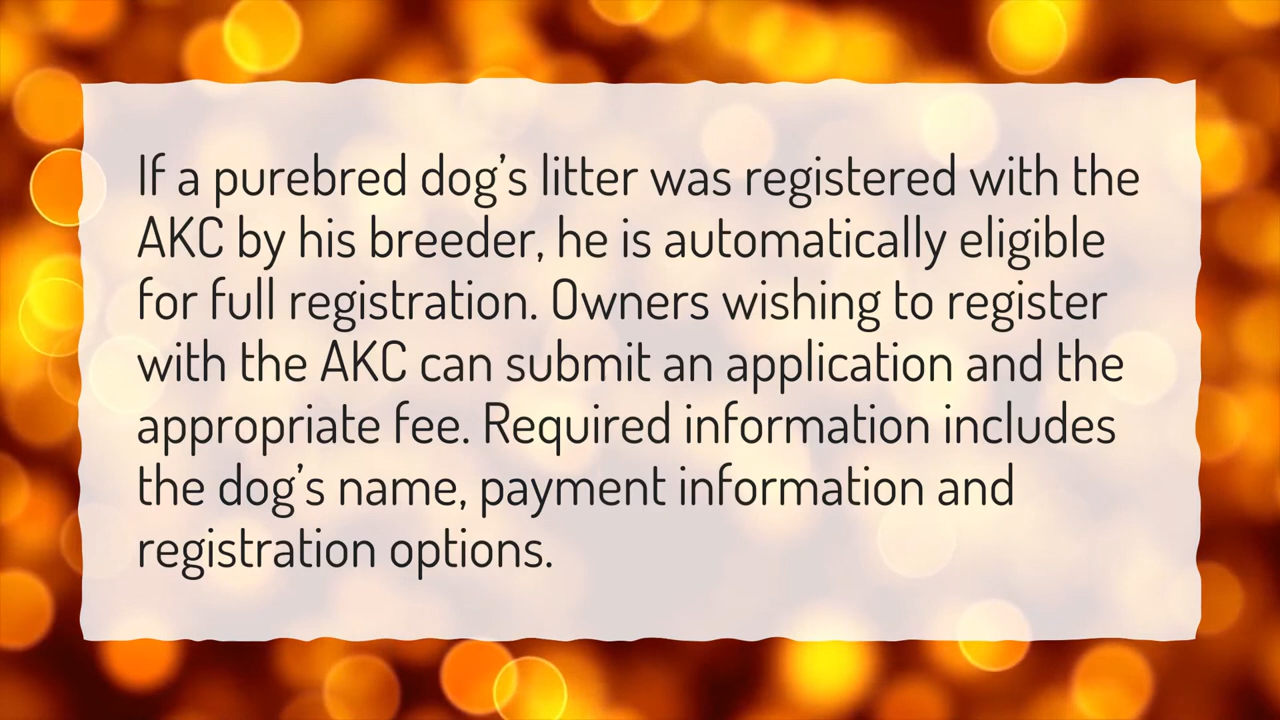 If a purebred dog’s litter was registered with the
AKC by his breeder, he is automatically eligible
for full registration. Owners wishing to register
with the AKC can submit an application and the
appropriate fee. Required information includes
the dog’s name, payment information and
registration options.